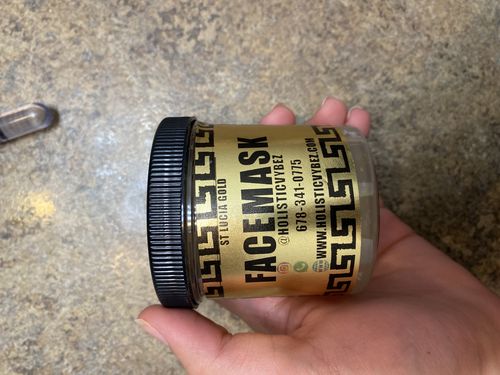 ST LUCIA GOLD
FACEMASK
@HOLISTICVYBEZ
678-341-0775
WWW.HOLISTICVYBEZ.COM